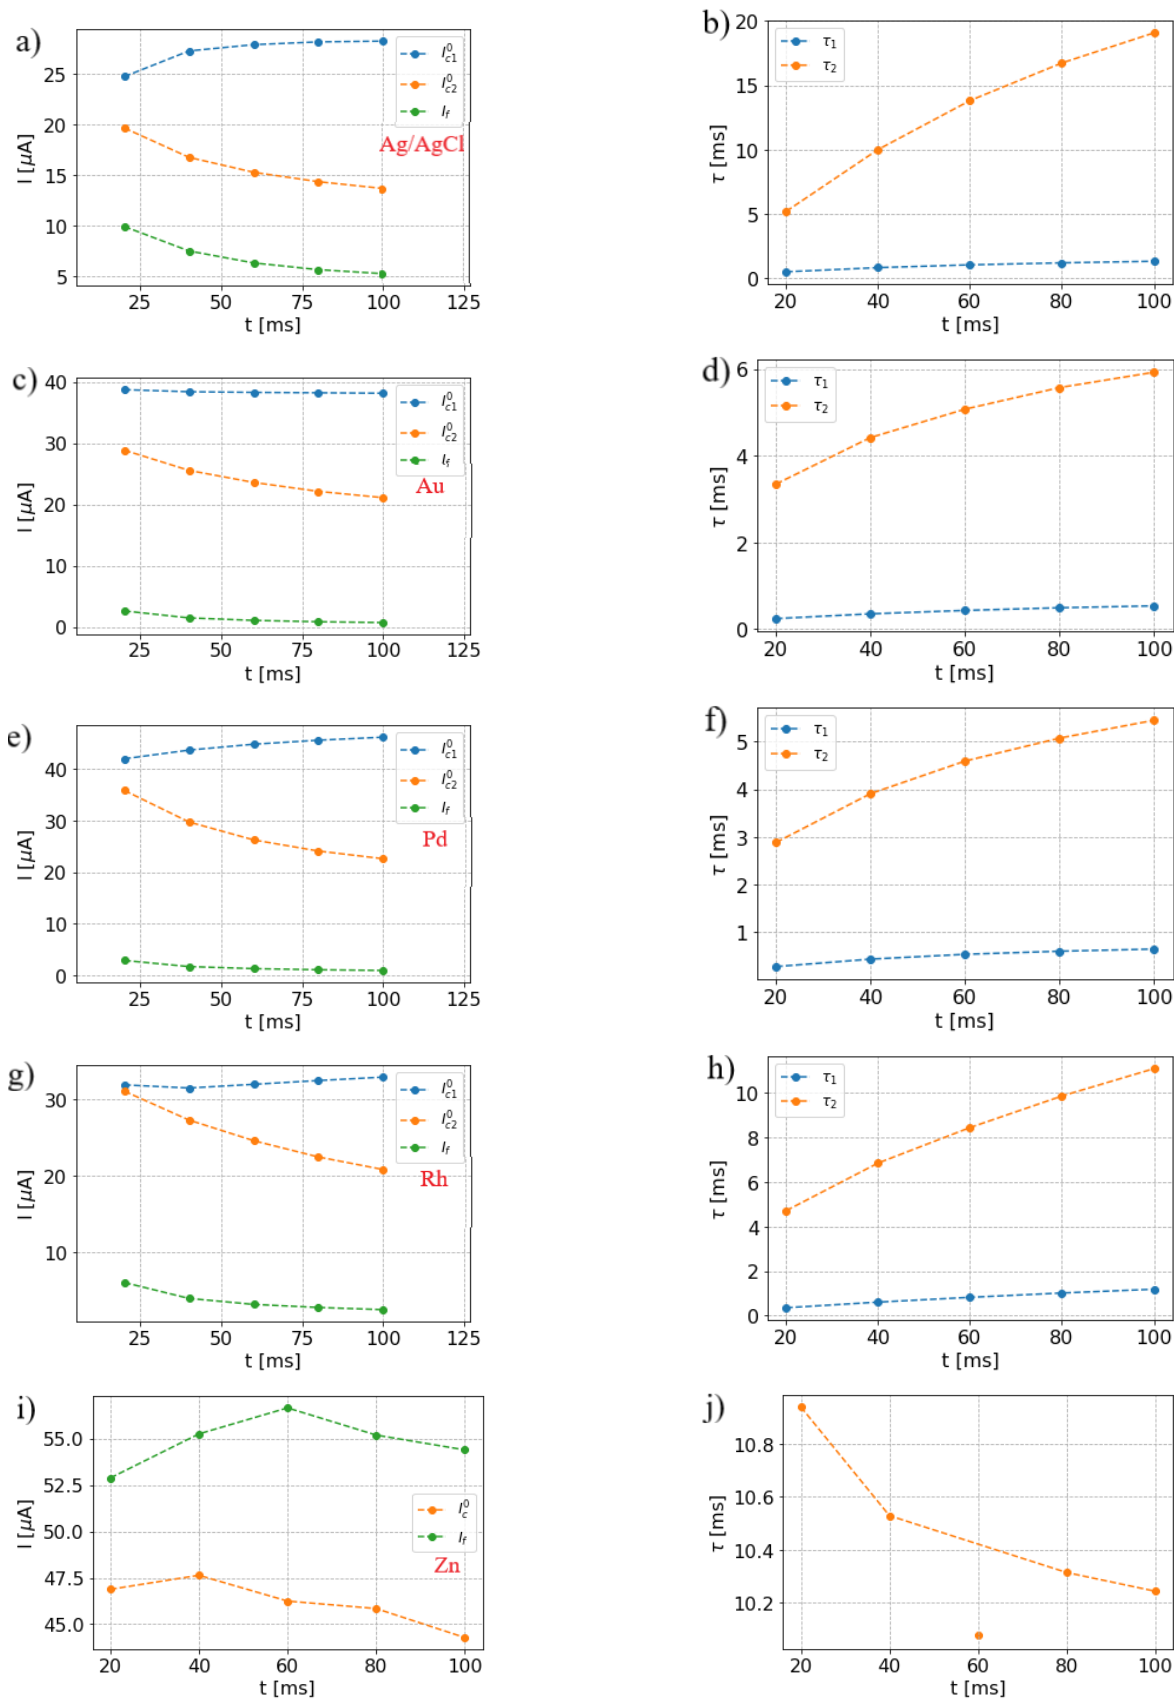 a)
I⁰c1
I⁰c2
If
Ag/AgCl
25
20
15
10
5
I [μA]
25 50 75 100 125
t [ms]
b)
τ1
τ2
20
15
10
5
0
τ [ms]
20 40 60 80 100
t [ms]
c)
I⁰c1
I⁰c2
If
Au
40
30
20
10
0
I [μA]
25 50 75 100 125
t [ms]
d)
τ1
τ2
6
4
2
0
τ [ms]
20 40 60 80 100
t [ms]
e)
I⁰c1
I⁰c2
If
Pd
40
30
20
10
0
I [μA]
25 50 75 100 125
t [ms]
f)
τ1
τ2
5
4
3
2
1
τ [ms]
20 40 60 80 100
t [ms]
g)
I⁰c1
I⁰c2
If
Rh
30
20
10
I [μA]
25 50 75 100 125
t [ms]
h)
τ1
τ2
10
8
6
4
2
0
τ [ms]
20 40 60 80 100
t [ms]
i)
I⁰c
If
Zn
55.0
52.5
50.0
47.5
45.0
I [μA]
20 40 60 80 100
t [ms]
j)
10.8
10.6
10.4
10.2
τ [ms]
20 40 60 80 100
t [ms]